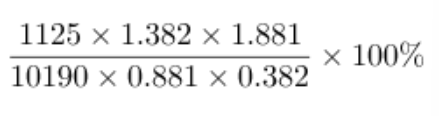 1125 × 1.382 × 1.881
10190 × 0.881 × 0.382
× 100%